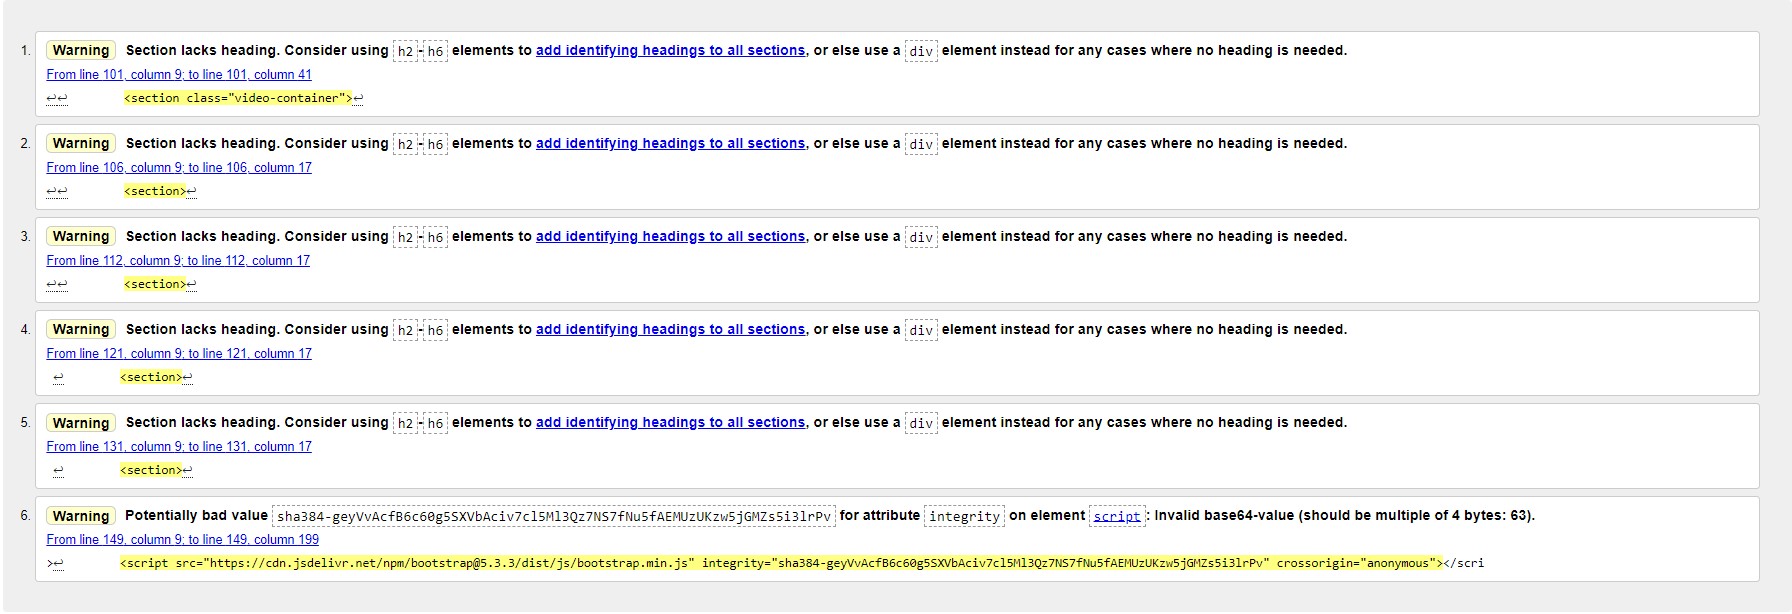 1. Warning Section lacks heading. Consider using h2-h6 elements to add identifying headings to all sections, or else use a div element instead for any cases where no heading is needed.
From line 101, column 9; to line 101, column 41
↩↩ <section class="video-container">↩
2. Warning Section lacks heading. Consider using h2-h6 elements to add identifying headings to all sections, or else use a div element instead for any cases where no heading is needed.
From line 106, column 9; to line 106, column 17
↩↩ <section>↩
3. Warning Section lacks heading. Consider using h2-h6 elements to add identifying headings to all sections, or else use a div element instead for any cases where no heading is needed.
From line 112, column 9; to line 112, column 17
↩↩ <section>↩
4. Warning Section lacks heading. Consider using h2-h6 elements to add identifying headings to all sections, or else use a div element instead for any cases where no heading is needed.
From line 121, column 9; to line 121, column 17
↩ <section>↩
5. Warning Section lacks heading. Consider using h2-h6 elements to add identifying headings to all sections, or else use a div element instead for any cases where no heading is needed.
From line 131, column 9; to line 131, column 17
↩ <section>↩
6. Warning Potentially bad value sha384-geyVvAcfB6c60g5SXVbAciv7cl5Ml3Qz7NS7fNu5fAEMUzUKzw5jGMZs5i3lrPv for attribute integrity on element script: Invalid base64-value (should be multiple of 4 bytes: 63).
From line 149, column 9; to line 149, column 199
>↩ <script src="https://cdn.jsdelivr.net/npm/bootstrap@5.3.3/dist/js/bootstrap.min.js" integrity="sha384-geyVvAcfB6c60g5SXVbAciv7cl5Ml3Qz7NS7fNu5fAEMUzUKzw5jGMZs5i3lrPv" crossorigin="anonymous"></scri